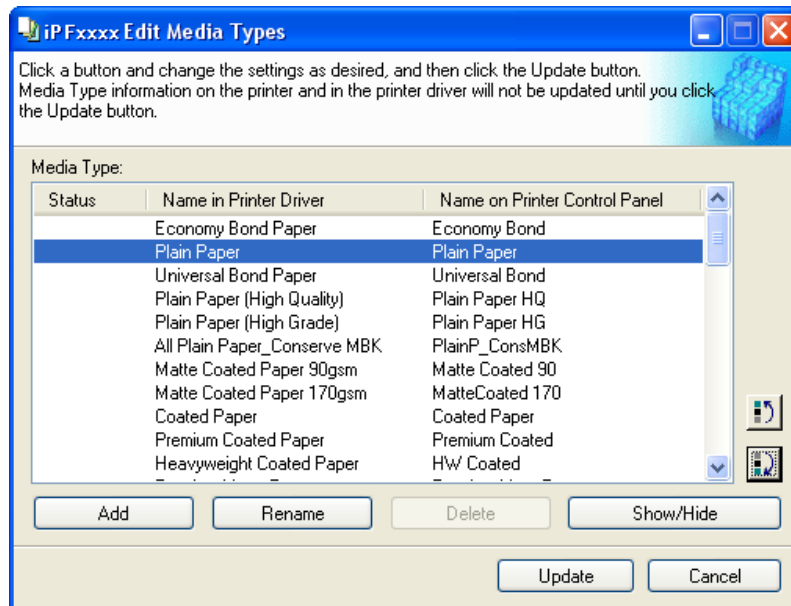 iPFxxxx Edit Media Types
Click a button and change the settings as desired, and then click the Update button.
Media Type information on the printer and in the printer driver will not be updated until you click
the Update button.
Media Type:
Status Name in Printer Driver Name on Printer Control Panel
Economy Bond Paper Economy Bond
Plain Paper Plain Paper
Universal Bond Paper Universal Bond
Plain Paper (High Quality) Plain Paper HQ
Plain Paper (High Grade) Plain Paper HG
All Plain Paper_Conserve MBK PlainP_ConsMBK
Matte Coated Paper 90gsm Matte Coated 90
Matte Coated Paper 170gsm MatteCoated 170
Coated Paper Coated Paper
Premium Coated Paper Premium Coated
Heavyweight Coated Paper HW Coated
Add Rename Delete Show/Hide
Update Cancel